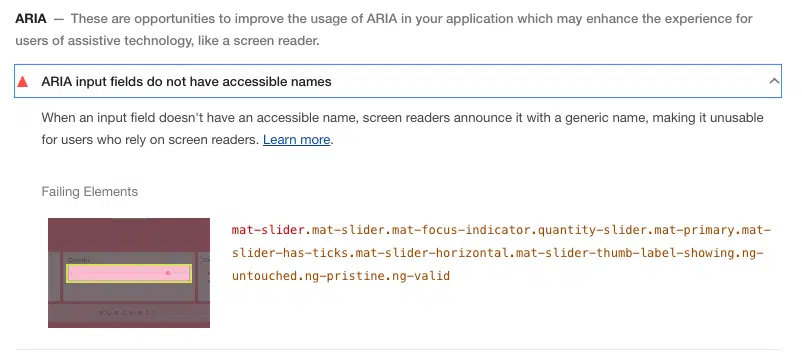 ARIA — These are opportunities to improve the usage of ARIA in your application which may enhance the experience for
users of assistive technology, like a screen reader.
ARIA input fields do not have accessible names
When an input field doesn't have an accessible name, screen readers announce it with a generic name, making it unusable
for users who rely on screen readers. Learn more.
Failing Elements
mat-slider.mat-slider.mat-focus-indicator.quantity-slider.mat-primary.mat-
slider-has-ticks.mat-slider-horizontal.mat-slider-thumb-label-showing.ng-
untouched.ng-pristine.ng-valid
Quantity
PURCHASE